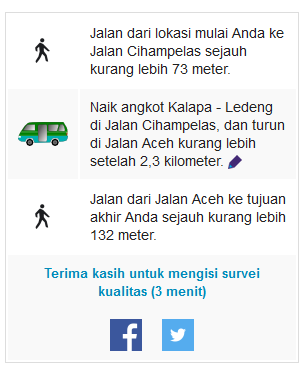 Jalan dari lokasi mulai Anda ke
Jalan Cihampelas sejauh
kurang lebih 73 meter.
Naik angkot Kalapa - Ledeng
di Jalan Cihampelas, dan turun
di Jalan Aceh kurang lebih
setelah 2,3 kilometer.
Jalan dari Jalan Aceh ke tujuan
akhir Anda sejauh kurang lebih
132 meter.
Terima kasih untuk mengisi survei
kualitas (3 menit)